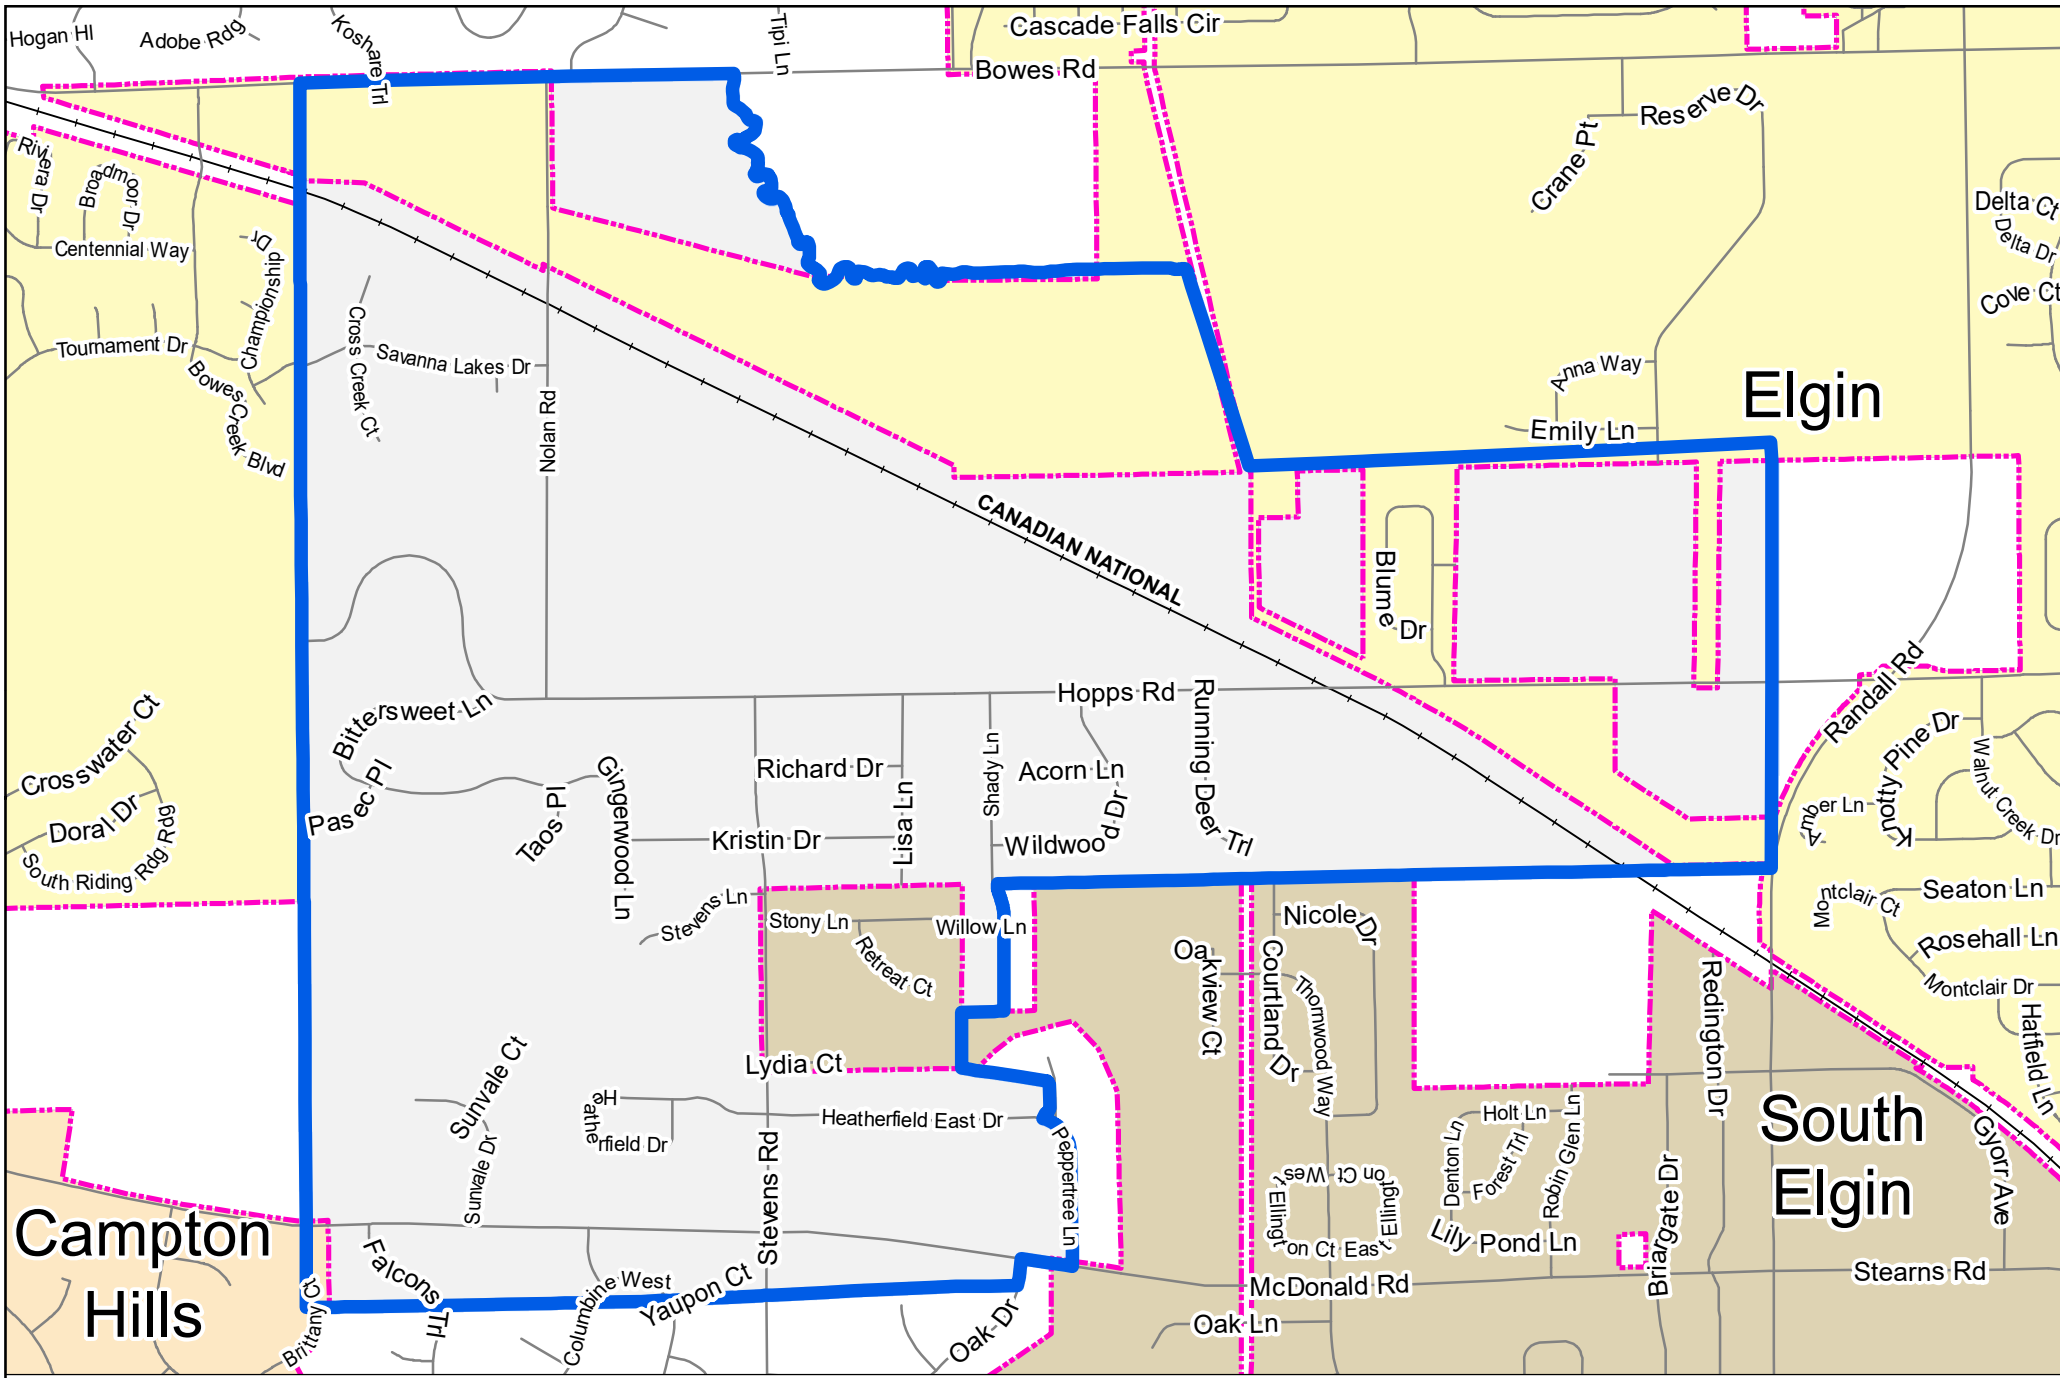 Hogan Hl
Adobe Rdg
Koshare Trl
Tipi Ln
Cascade Falls Cir
Bowes Rd
Reserve Dr
Crane Pt
Riviera Dr
Broadmoor Dr
Centennial Way
Championship Dr
Delta Ct
Delta Dr
Cove Ct
Tournament Dr
Bowes Creek Blvd
Cross Creek Ct
Savanna Lakes Dr
Nolan Rd
Anna Way
Emily Ln
Elgin
CANADIAN NATIONAL
Blume Dr
Hopps Rd
Randall Rd
Bittersweet Ln
Crosswater Ct
Doral Dr
South Riding Rdg Rdg
Pasec Pl
Taos Pl
Gingerwood Ln
Richard Dr
Kristin Dr
Lisa Ln
Shady Ln
Acorn Ln
Wildwood Dr
Running Deer Trl
Knotty Pine Dr
Amber Ln
Walnut Creek Dr
Stevens Ln
Stony Ln
Retreat Ct
Willow Ln
Oakview Ct
Nicole Dr
Courtland Dr
Thornwood Way
Montclair Ct
Seaton Ln
Rosehall Ln
Montclair Dr
Hatfield Ln
Redington Dr
Lydia Ct
Sunvale Ct
Sunvale Dr
Heatherfield Dr
Heatherfield East Dr
Stevens Rd
Peppertree Ln
Ellington Ct West
Ellington Ct East
Holt Ln
Denton Ln
Forest Trl
Robin Glen Ln
Lily Pond Ln
Briargate Dr
South
Elgin
Gyorr Ave
Stearns Rd
McDonald Rd
Oak Ln
Oak Dr
Campton
Hills
Brittany Ct
Falcons Trl
Columbine West
Yaupon Ct